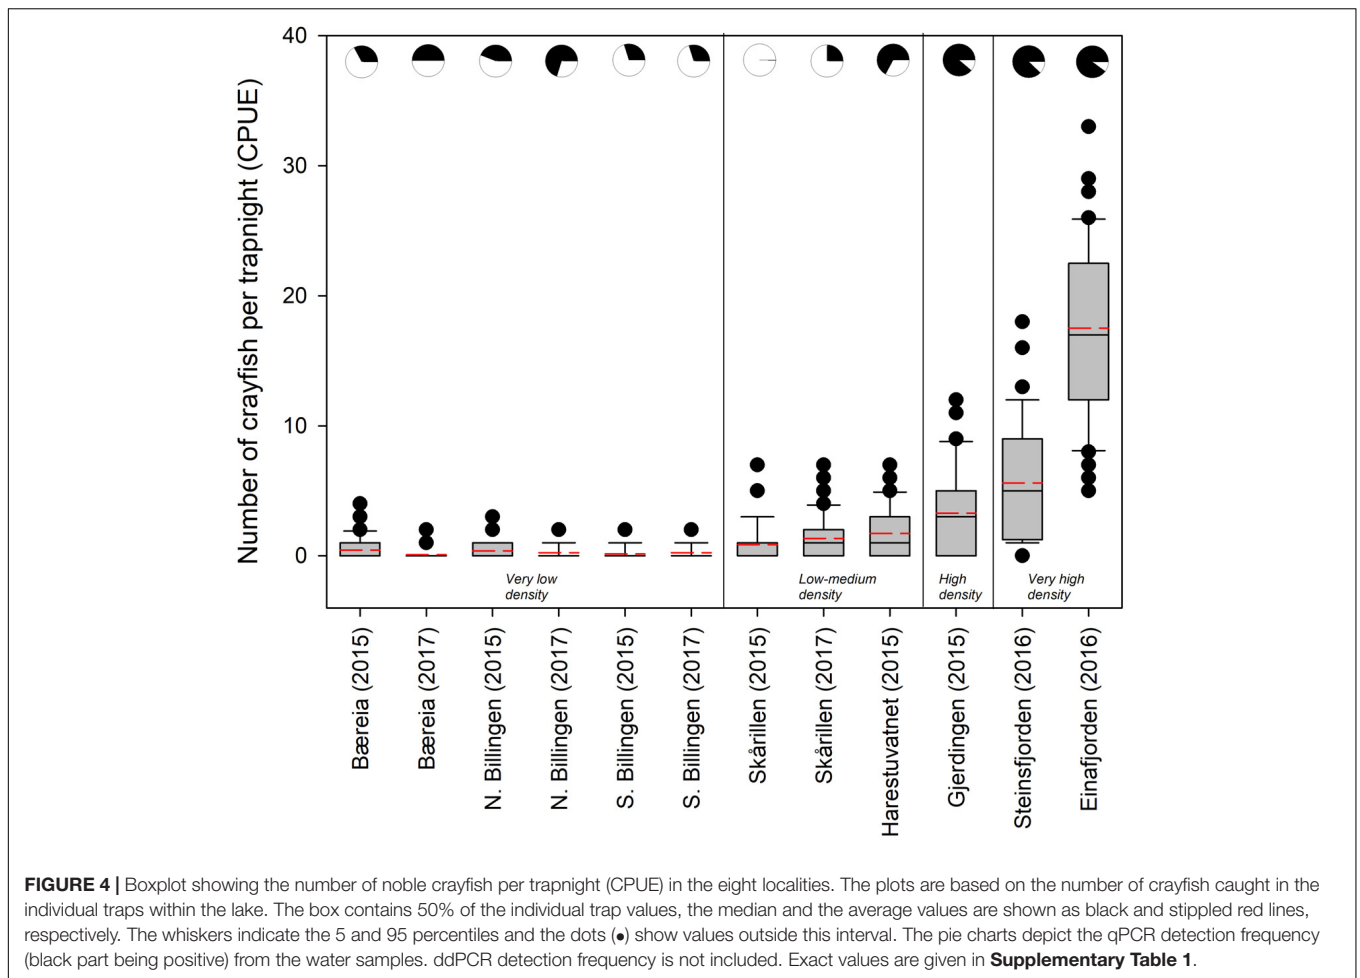 Number of crayfish per trapnight (CPUE)
40
30
20
10
0
Very low
density
Low-medium
density
High
density
Very high
density
Bæreia (2015)
Bæreia (2017)
N. Billingen (2015)
N. Billingen (2017)
S. Billingen (2015)
S. Billingen (2017)
Skårillen (2015)
Skårillen (2017)
Harestuvatnet (2015)
Gjerdingen (2015)
Steinsfjorden (2016)
Einafjorden (2016)
FIGURE 4 | Boxplot showing the number of noble crayfish per trapnight (CPUE) in the eight localities. The plots are based on the number of crayfish caught in the
individual traps within the lake. The box contains 50% of the individual trap values, the median and the average values are shown as black and stippled red lines,
respectively. The whiskers indicate the 5 and 95 percentiles and the dots (●) show values outside this interval. The pie charts depict the qPCR detection frequency
(black part being positive) from the water samples. ddPCR detection frequency is not included. Exact values are given in Supplementary Table 1.